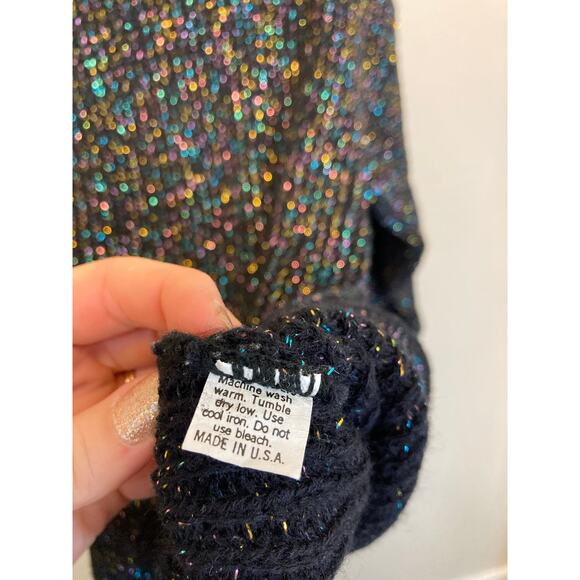 Machine wash
warm. Tumble
dry low. Use
cool iron. Do not
use bleach.
MADE IN U.S.A.